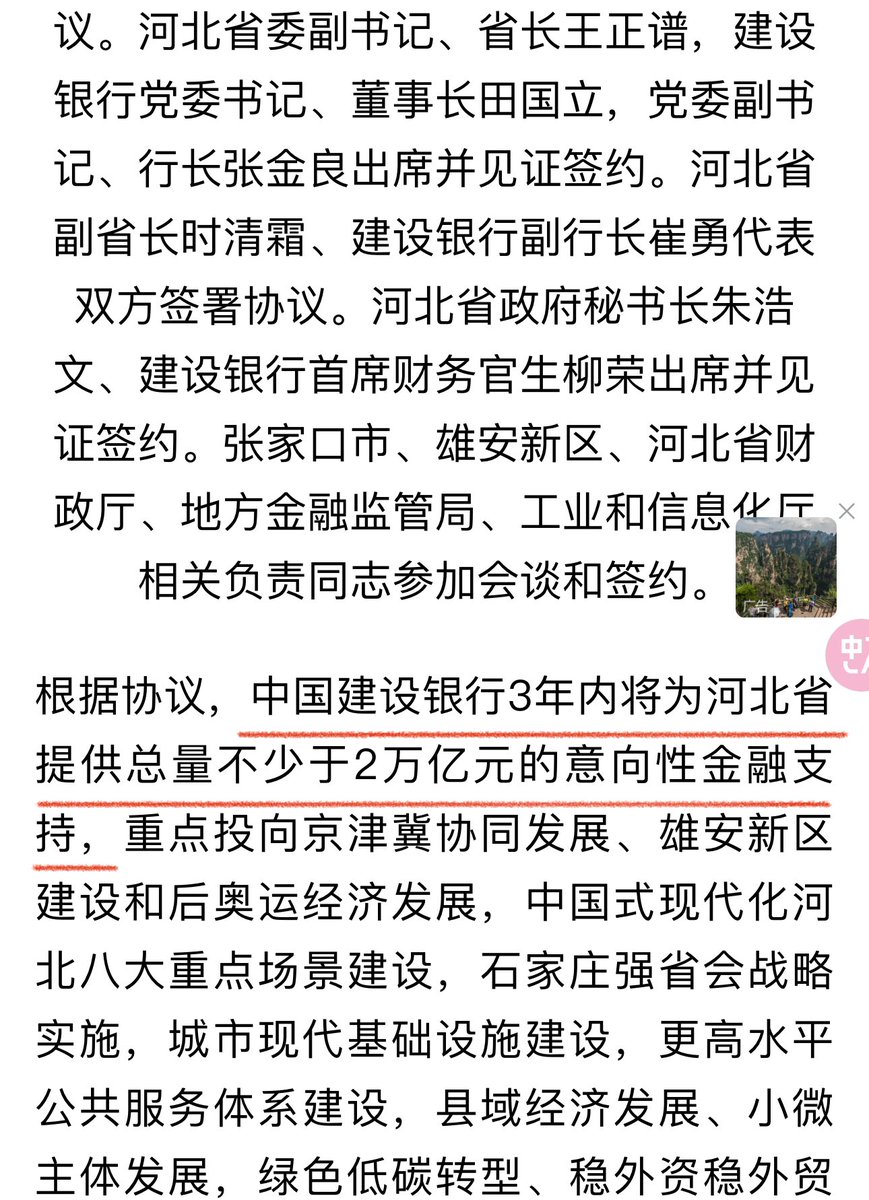 议。河北省委副书记、省长王正谱，建设
银行党委书记、董事长田国立，党委副书
记、行长张金良出席并见证签约。河北省
副省长时清霜、建设银行副行长崔勇代表
双方签署协议。河北省政府秘书长朱浩
文、建设银行首席财务官生柳荣出席并见
证签约。张家口市、雄安新区、河北省财
政厅、地方金融监管局、工业和信息化厅
相关负责同志参加会谈和签约。
广告
中
根据协议，中国建设银行3年内将为河北省
提供总量不少于2万亿元的意向性金融支
持，重点投向京津冀协同发展、雄安新区
建设和后奥运经济发展，中国式现代化河
北八大重点场景建设，石家庄强省会战略
实施，城市现代基础设施建设，更高水平
公共服务体系建设，县域经济发展、小微
主体发展，绿色低碳转型、稳外资稳外贸